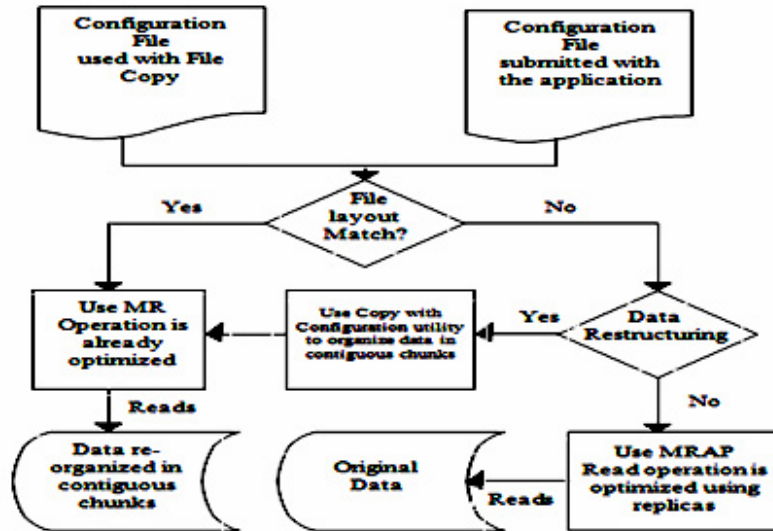 Configuration
File
used with File
Copy
Configuration
File
submitted with
the application
File
layout
Match?
Yes
No
Use MR
Operation is
already
optimized
Use Copy with
Configuration utility
to organize data in
contiguous chunks
Yes
Data
Restructuring
Reads
No
Data re-
organized in
contiguous
chunks
Original
Data
Reads
Use MRAP
Read operation is
optimized using
replicas